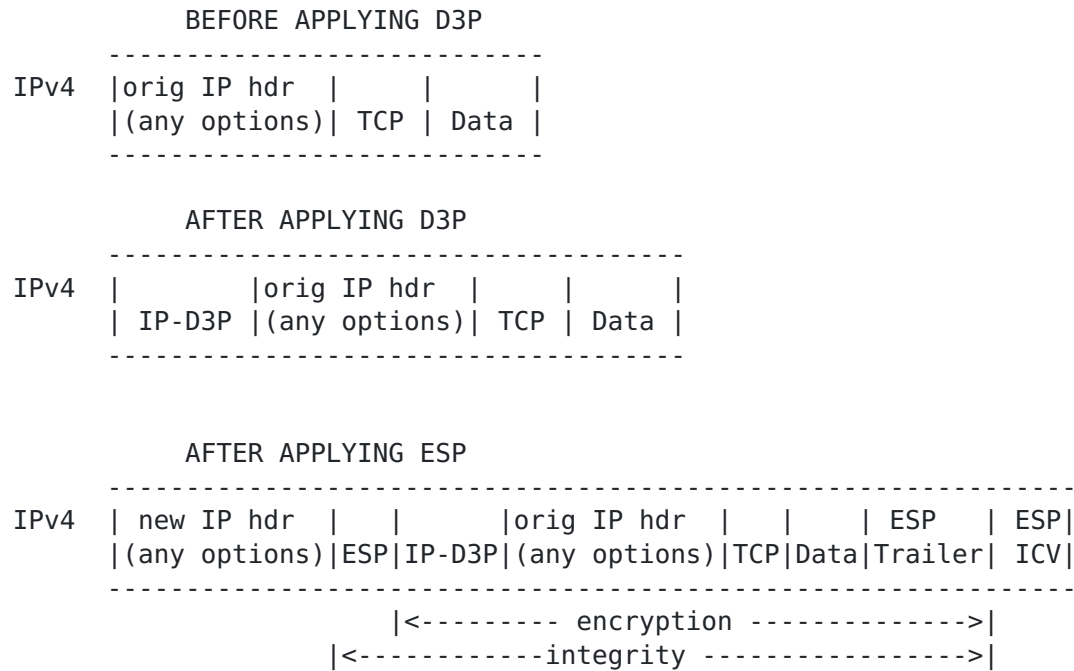 BEFORE APPLYING D3P
----------------------------
IPv4 |orig IP hdr | | |
|(any options)| TCP | Data |
----------------------------
AFTER APPLYING D3P
-------------------------------------
IPv4 | |orig IP hdr | | |
| IP-D3P |(any options)| TCP | Data |
-------------------------------------
AFTER APPLYING ESP
--------------------------------------------------------------
IPv4 | new IP hdr | | |orig IP hdr | | | ESP | ESP|
|(any options)|ESP|IP-D3P|(any options)|TCP|Data|Trailer| ICV|
--------------------------------------------------------------
|<--------- encryption -------------->|
|<------------integrity ----------------->|